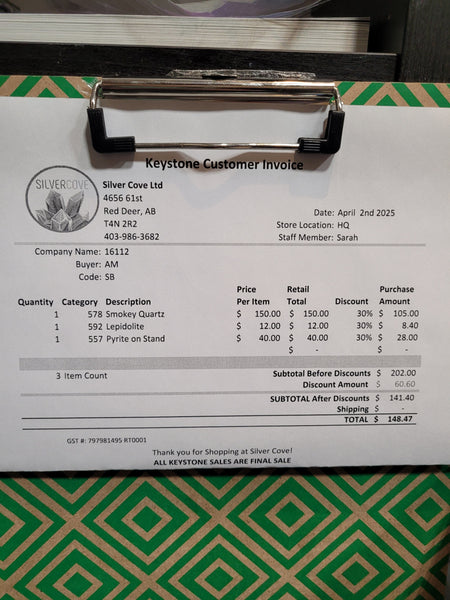 Keystone Customer Invoice
SILVERCOVE
Silver Cove Ltd
4656 61st
Red Deer, AB
T4N 2R2
403-986-3682
Date: April 2nd 2025
Store Location: HQ
Staff Member: Sarah
Company Name: 16112
Buyer: AM
Code: SB
Quantity Category Description Price Per Item Retail Total Discount Purchase Amount
1 578 Smokey Quartz $ 150.00 $ 150.00 30% $ 105.00
1 592 Lepidolite $ 12.00 $ 12.00 30% $ 8.40
1 557 Pyrite on Stand $ 40.00 $ 40.00 30% $ 28.00
$ - $ -
3 Item Count
Subtotal Before Discounts $ 202.00
Discount Amount $ 60.60
SUBTOTAL After Discounts $ 141.40
Shipping $ -
TOTAL $ 148.47
GST #: 797981495 RT0001
Thank you for Shopping at Silver Cove!
ALL KEYSTONE SALES ARE FINAL SALE